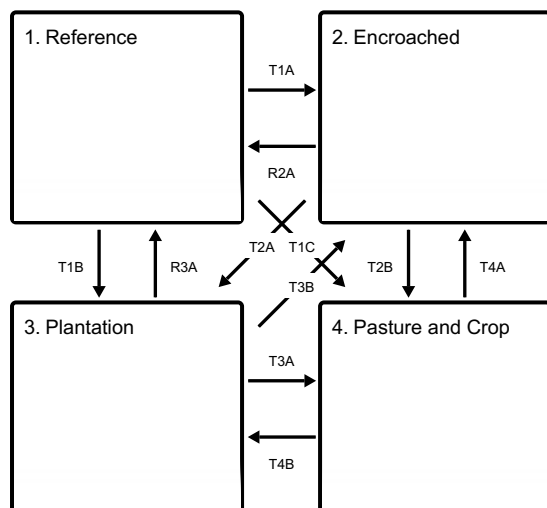 1. Reference
2. Encroached
T1A
R2A
T2A
T1C
T1B
R3A
T3B
T2B
T4A
3. Plantation
4. Pasture and Crop
T3A
T4B